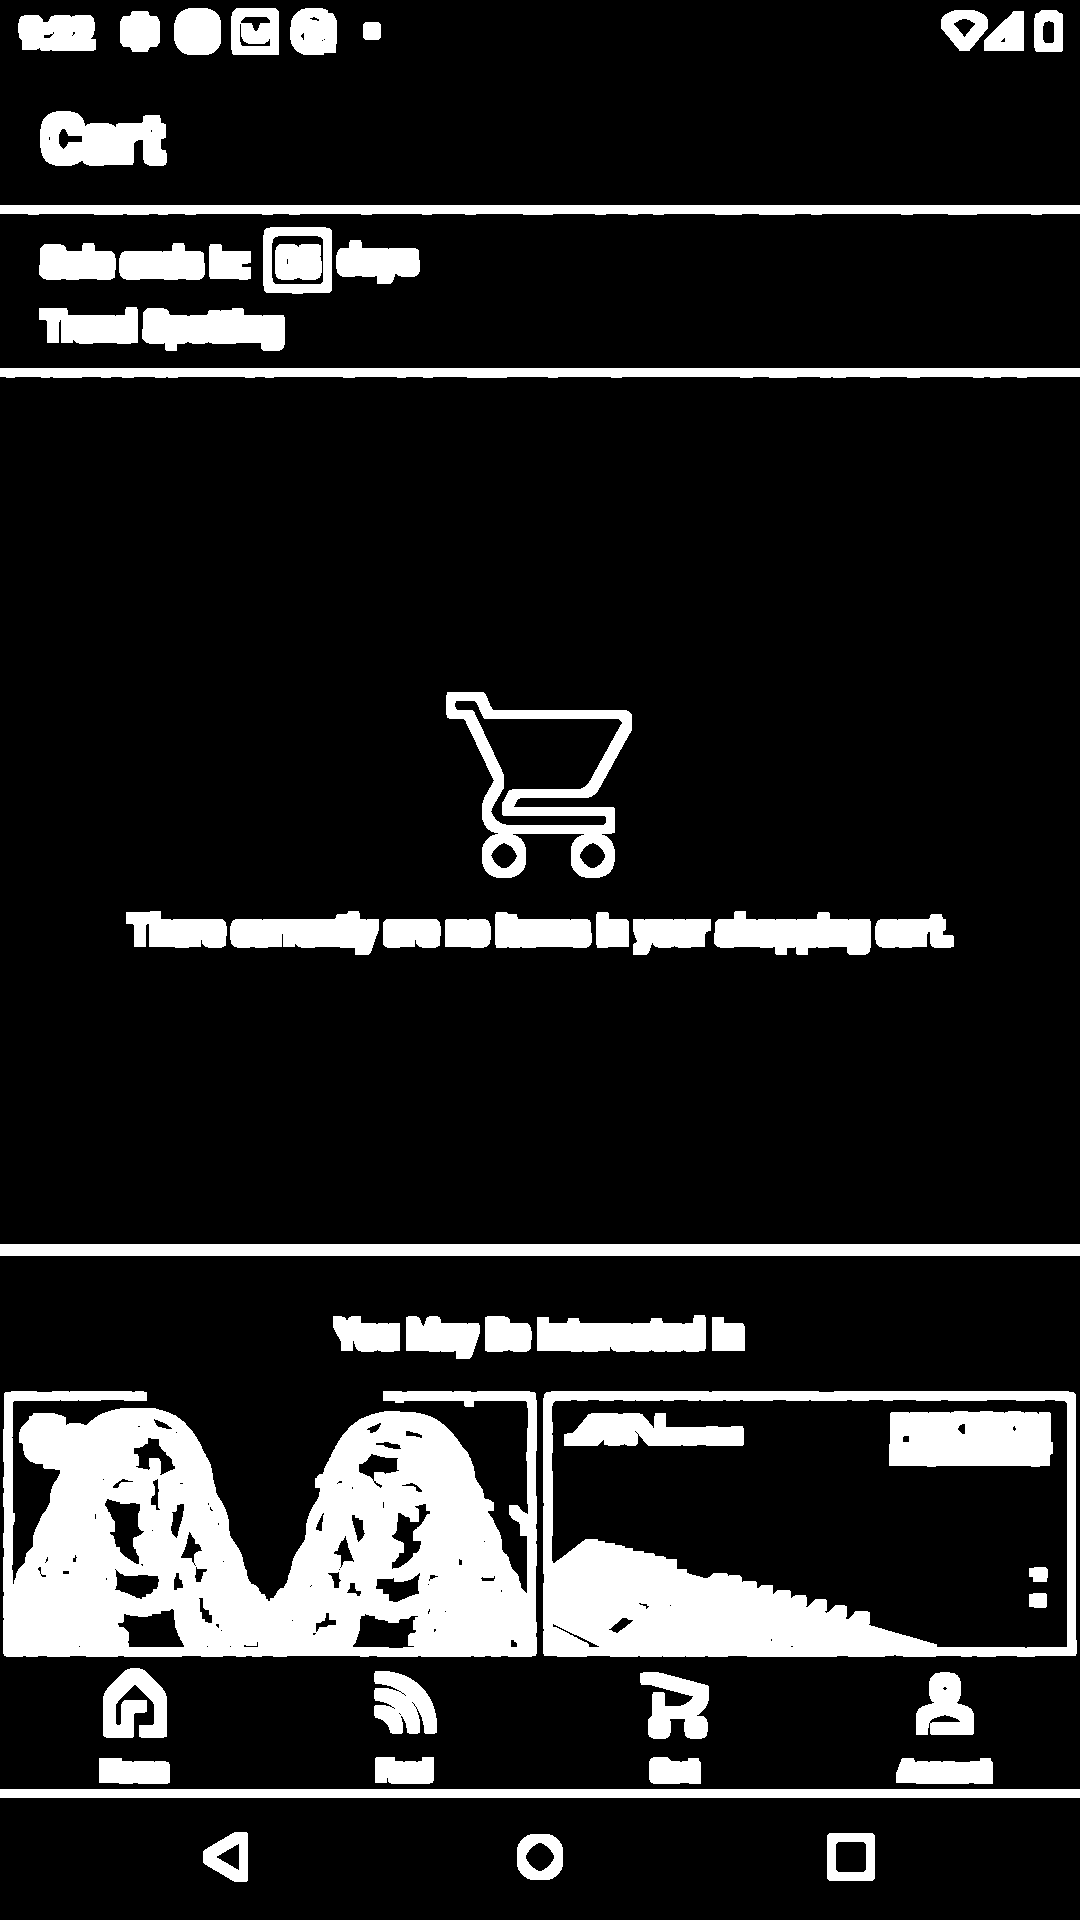 9:22
Cart
Sale ends in: 05 days
Trend Spotting
There currently are no items in your shopping cart.
You May Be Interested In
Home
Feed
Cart
Account